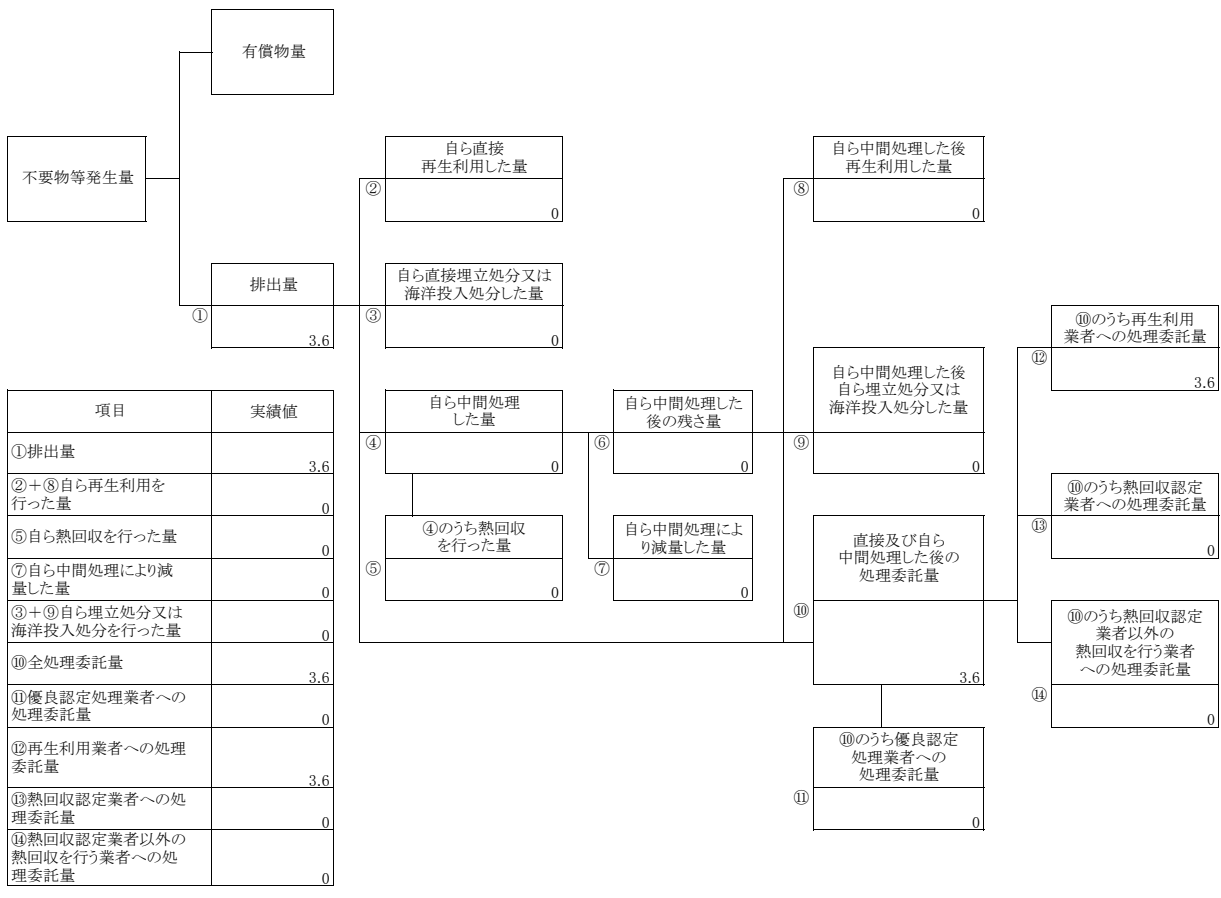 有償物量
不要物等発生量
自ら直接
再生利用した量
②
0
自ら中間処理した後
再生利用した量
⑧
0
排出量
①
3.6
自ら直接埋立処分又は
海洋投入処分した量
③
0
⑩のうち再生利用
業者への処理委託量
⑫
3.6
自ら中間処理
した量
④
0
自ら中間処理した
後の残さ量
⑥
0
自ら中間処理した後
自ら埋立処分又は
海洋投入処分した量
⑨
0
⑩のうち熱回収認定
業者への処理委託量
⑬
0
④のうち熱回収
を行った量
⑤
0
自ら中間処理によ
り減量した量
⑦
0
直接及び自ら
中間処理した後の
処理委託量
⑩
3.6
⑩のうち熱回収認定
業者以外の
熱回収を行う業者
への処理委託量
⑭
0
⑩のうち優良認定
処理業者への
処理委託量
⑪
0
項目 実績値
①排出量
3.6
②+⑧自ら再生利用を
行った量
0
⑤自ら熱回収を行った量
0
⑦自ら中間処理により減
量した量
0
③+⑨自ら埋立処分又は
海洋投入処分を行った量
0
⑩全処理委託量
3.6
⑪優良認定処理業者への
処理委託量
0
⑫再生利用業者への処理
委託量
3.6
⑬熱回収認定業者への処
理委託量
0
⑭熱回収認定業者以外の
熱回収を行う業者への処
理委託量
0